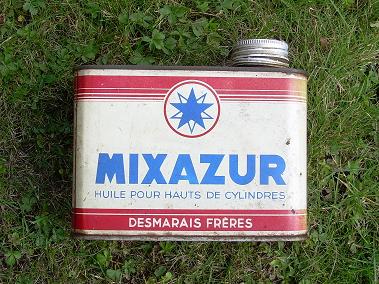 MIXAZUR
HUILE POUR HAUTS DE CYLINDRES
DESMARAIS FRÈRES